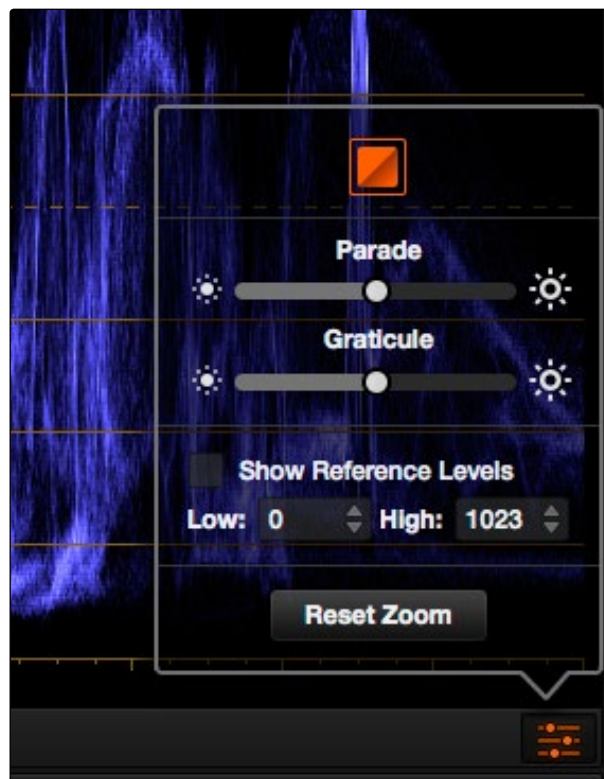 Parade
Graticule
Show Reference Levels
Low: 0 High: 1023
Reset Zoom